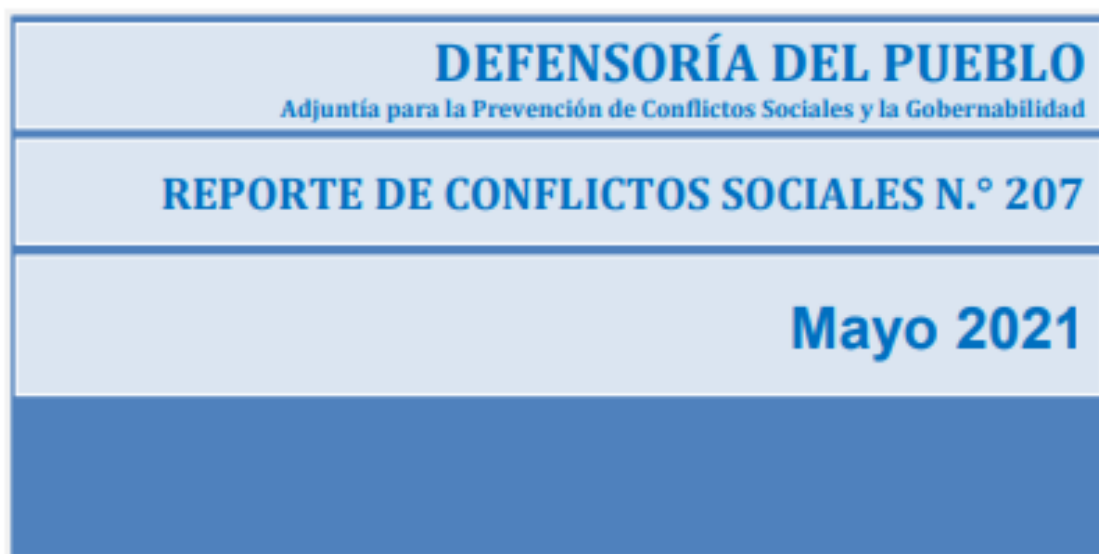 DEFENSORÍA DEL PUEBLO
Adjuntía para la Prevención de Conflictos Sociales y la Gobernabilidad
REPORTE DE CONFLICTOS SOCIALES N.° 207
Mayo 2021